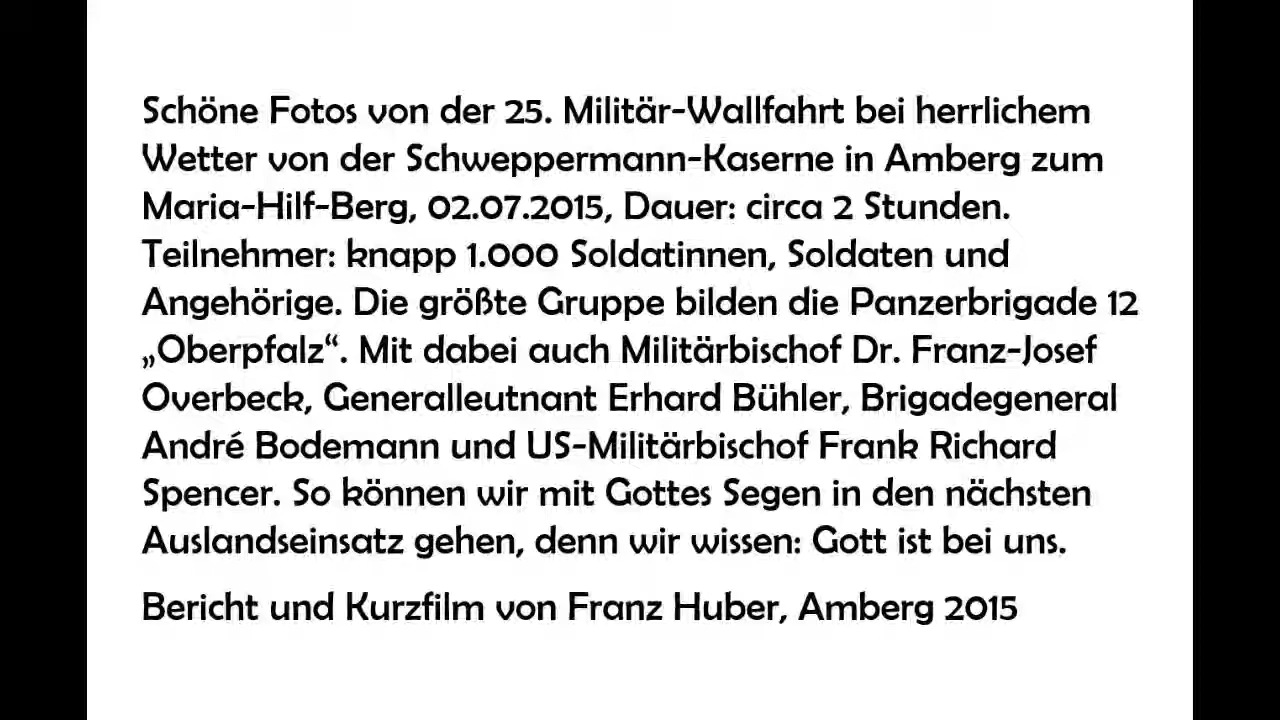 Schöne Fotos von der 25. Militär-Wallfahrt bei herrlichem
Wetter von der Schweppermann-Kaserne in Amberg zum
Maria-Hilf-Berg, 02.07.2015, Dauer: circa 2 Stunden.
Teilnehmer: knapp 1.000 Soldatinnen, Soldaten und
Angehörige. Die größte Gruppe bilden die Panzerbrigade 12
„Oberpfalz“. Mit dabei auch Militärbischof Dr. Franz-Josef
Overbeck, Generalleutnant Erhard Bühler, Brigadegeneral
André Bodemann und US-Militärbischof Frank Richard
Spencer. So können wir mit Gottes Segen in den nächsten
Auslandseinsatz gehen, denn wir wissen: Gott ist bei uns.
Bericht und Kurzfilm von Franz Huber, Amberg 2015